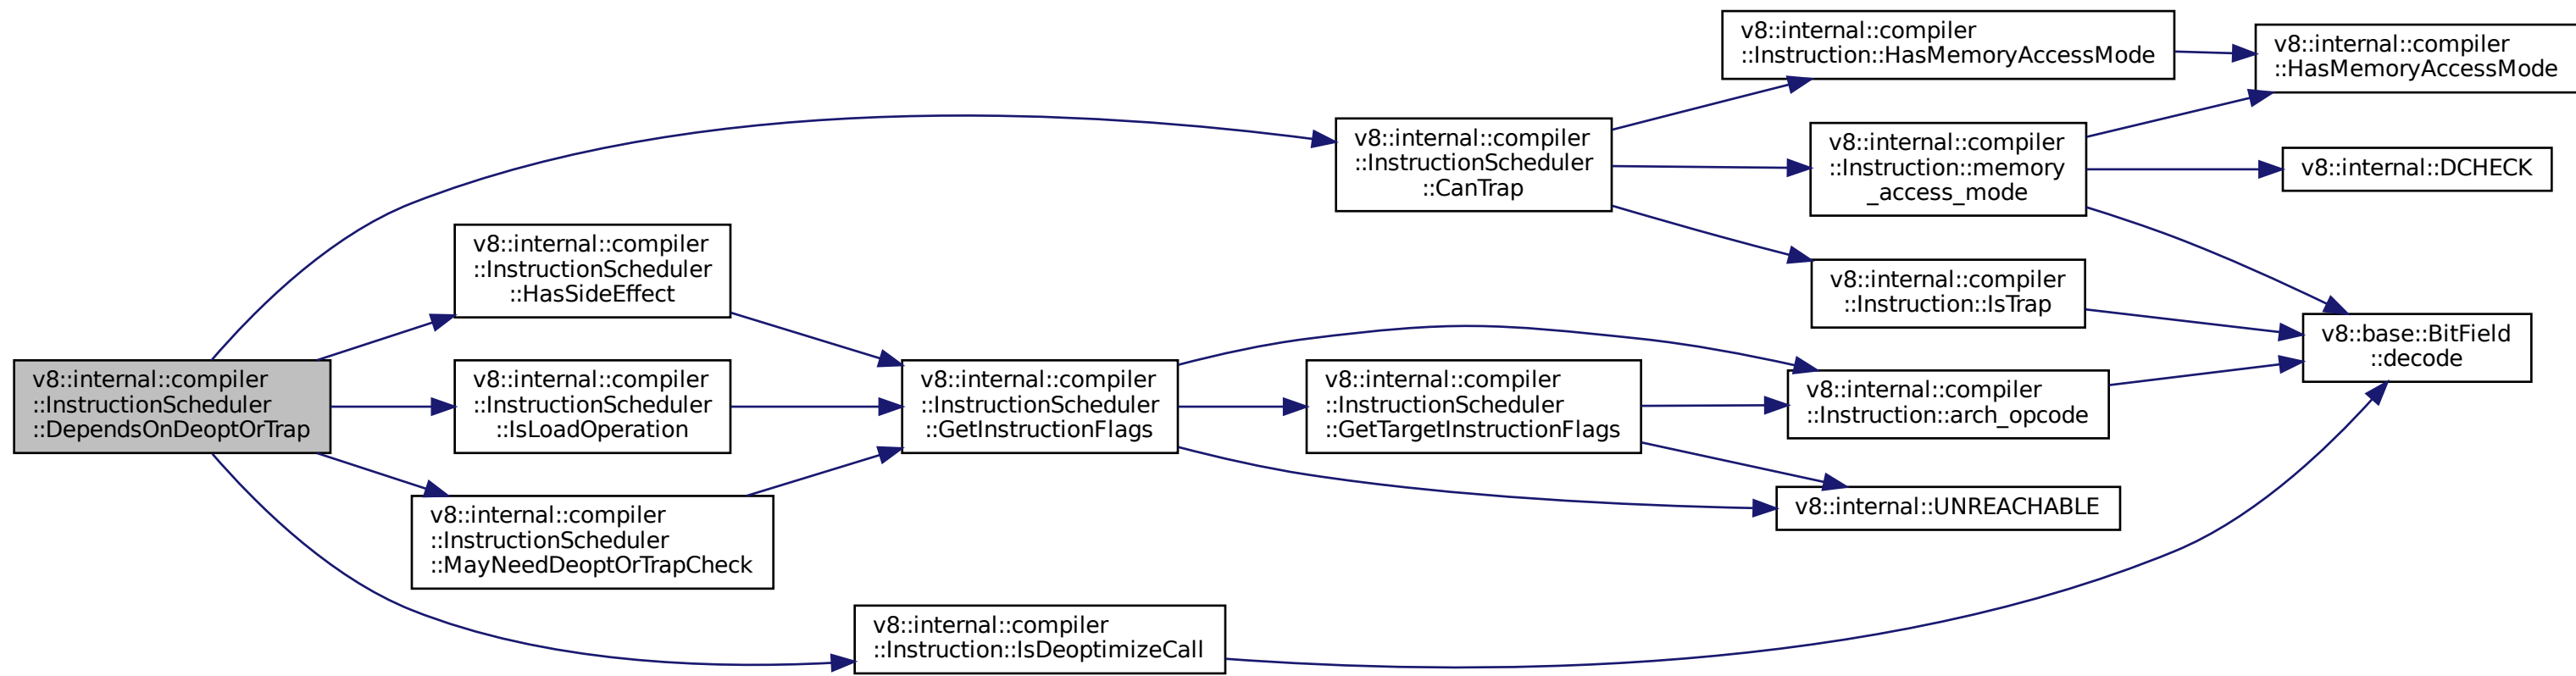 v8::internal::compiler
::InstructionScheduler
::DependsOnDeoptOrTrap
v8::internal::compiler
::InstructionScheduler
::HasSideEffect
v8::internal::compiler
::InstructionScheduler
::IsLoadOperation
v8::internal::compiler
::InstructionScheduler
::MayNeedDeoptOrTrapCheck
v8::internal::compiler
::Instruction::IsDeoptimizeCall
v8::internal::compiler
::InstructionScheduler
::GetInstructionFlags
v8::internal::compiler
::InstructionScheduler
::CanTrap
v8::internal::compiler
::InstructionScheduler
::GetTargetInstructionFlags
v8::internal::compiler
::Instruction::HasMemoryAccessMode
v8::internal::compiler
::Instruction::memory
_access_mode
v8::internal::compiler
::Instruction::IsTrap
v8::internal::compiler
::Instruction::arch_opcode
v8::internal::UNREACHABLE
v8::internal::compiler
::HasMemoryAccessMode
v8::internal::DCHECK
v8::base::BitField
::decode